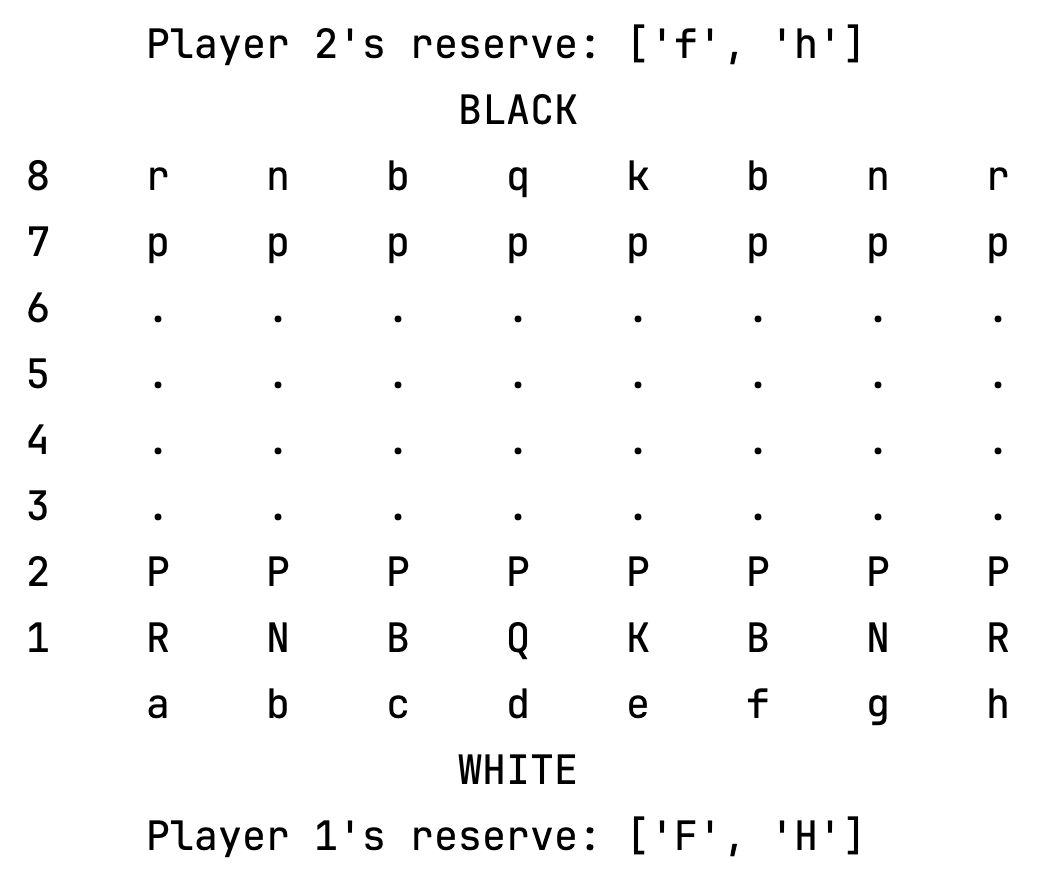 Player 2's reserve: ['f', 'h']
BLACK
8 r n b q k b n r
7 p p p p p p p p
6 . . . . . . . .
5 . . . . . . . .
4 . . . . . . . .
3 . . . . . . . .
2 P P P P P P P P
1 R N B Q K B N R
a b c d e f g h
WHITE
Player 1's reserve: ['F', 'H']